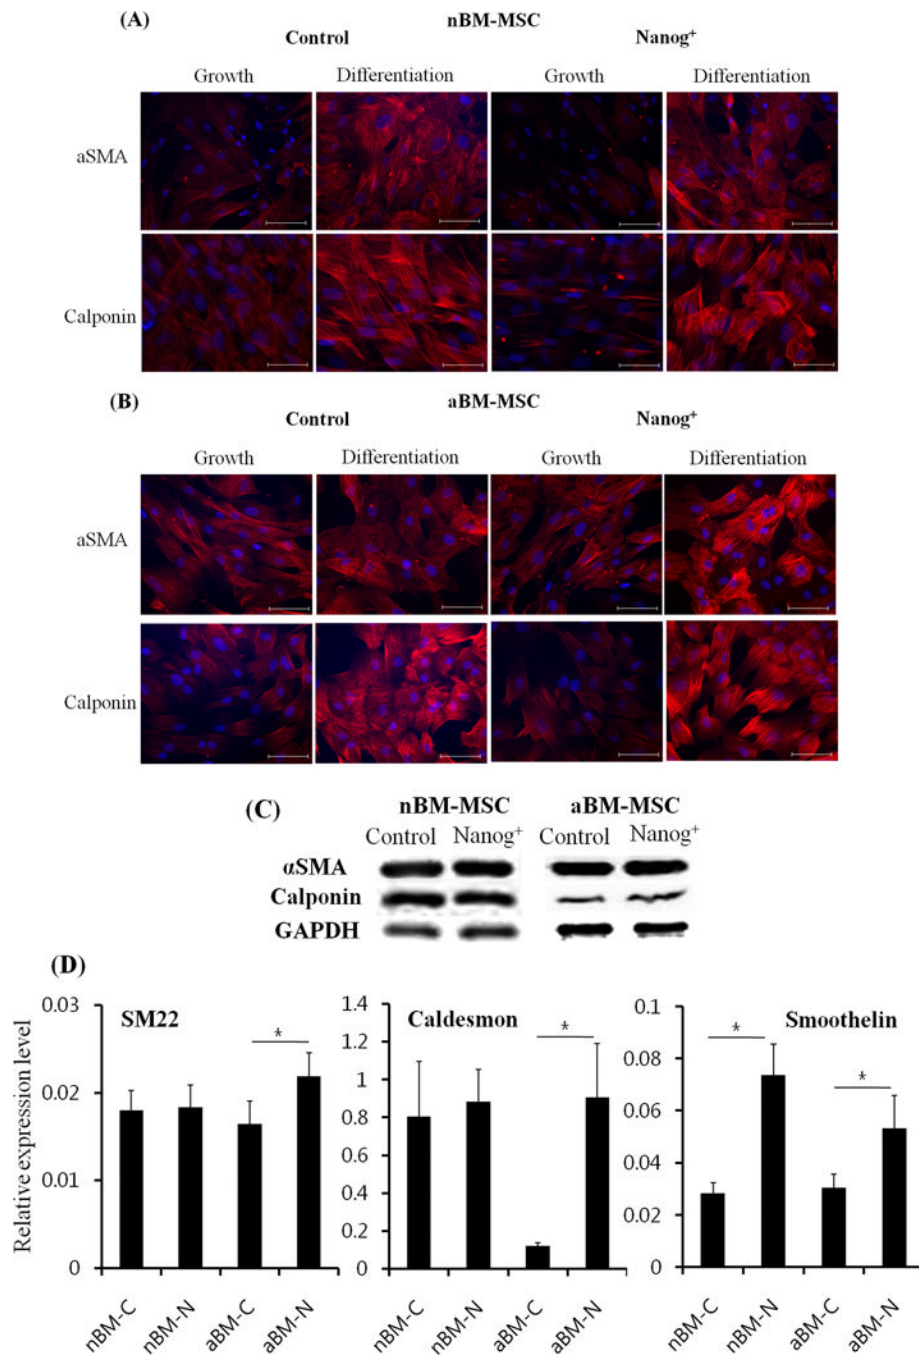 (A)
nBM-MSC
Control Nanog⁺
Growth Differentiation Growth Differentiation
aSMA
Calponin
(B)
aBM-MSC
Control Nanog⁺
Growth Differentiation Growth Differentiation
aSMA
Calponin
(C)
nBM-MSC aBM-MSC
Control Nanog⁺ Control Nanog⁺
αSMA
Calponin
GAPDH
(D)
Relative expression level
SM22
*
0.03
0.02
0.01
0
nBM-C nBM-N aBM-C aBM-N
Caldesmon
*
1.4
1.2
1
0.8
0.6
0.4
0.2
0
nBM-C nBM-N aBM-C aBM-N
Smoothelin
*
*
0.1
0.08
0.06
0.04
0.02
0
nBM-C nBM-N aBM-C aBM-N